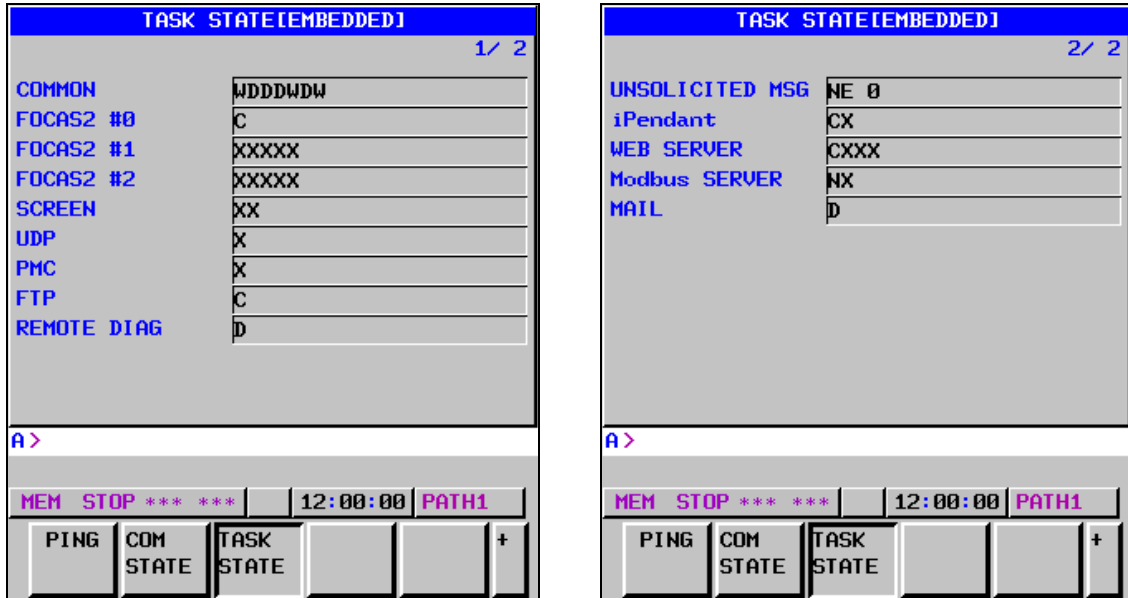 TASK STATE[EMBEDDED]
1/ 2
COMMON WDDDWDW
FOCAS2 #0 C
FOCAS2 #1 XXXXX
FOCAS2 #2 XXXXX
SCREEN XX
UDP X
PMC X
FTP C
REMOTE DIAG D
A>
MEM STOP *** *** 12:00:00 PATH1
PING COM STATE TASK STATE +
TASK STATE[EMBEDDED]
2/ 2
UNSOLICITED MSG NE 0
iPendant CX
WEB SERVER CXXX
Modbus SERVER NX
MAIL D
A>
MEM STOP *** *** 12:00:00 PATH1
PING COM STATE TASK STATE +